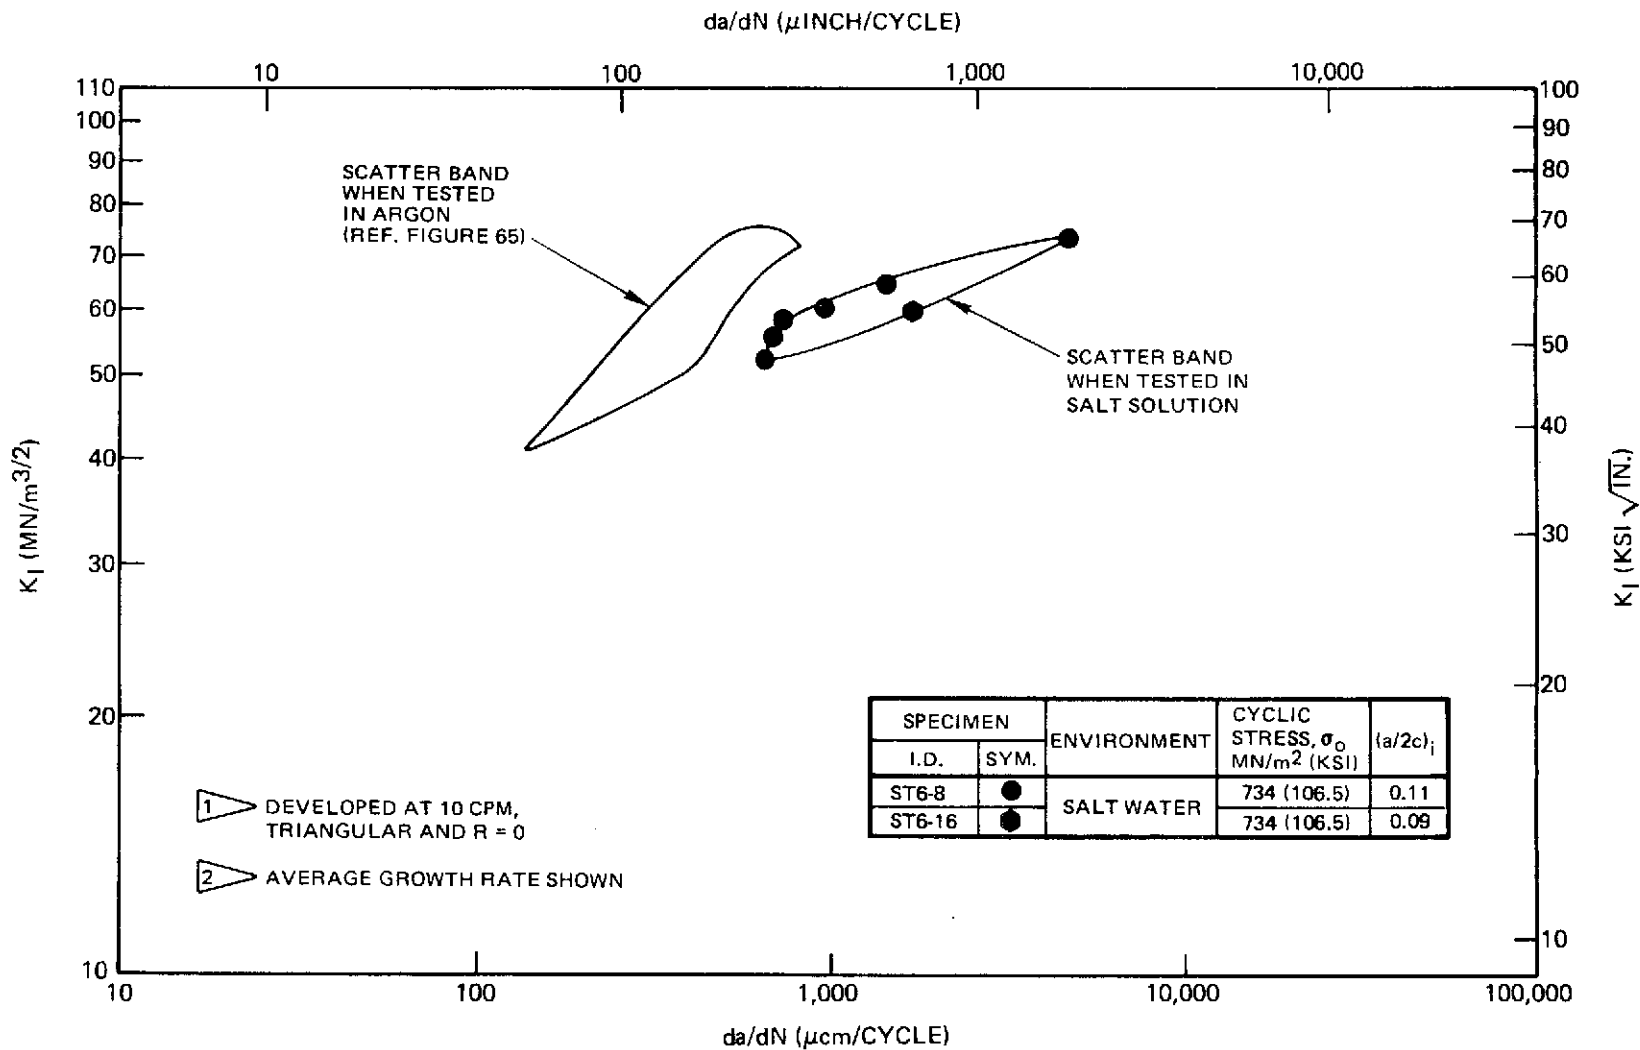 da/dN (μINCH/CYCLE)
10 100 1,000 10,000
110
100
90
80
70
60
50
40
30
20
10
K_I (MN/m^3/2)
100
90
80
70
60
50
40
30
20
10
K_I (KSI √IN.)
SCATTER BAND
WHEN TESTED
IN ARGON
(REF. FIGURE 65)
SCATTER BAND
WHEN TESTED IN
SALT SOLUTION
SPECIMEN
I.D. SYM.
ENVIRONMENT
CYCLIC
STRESS, σ_o
MN/m² (KSI)
(a/2c)_i
ST6-8 734 (106.5) 0.11
SALT WATER
ST6-16 734 (106.5) 0.09
1 DEVELOPED AT 10 CPM,
TRIANGULAR AND R = 0
2 AVERAGE GROWTH RATE SHOWN
10 100 1,000 10,000 100,000
da/dN (μcm/CYCLE)